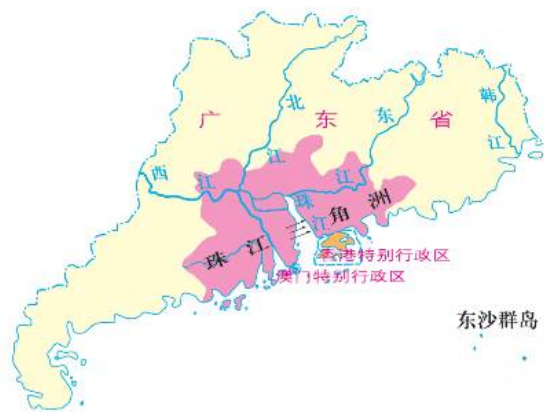 广东省
北江
东江
韩江
西江
珠江
珠江三角洲
香港特别行政区
澳门特别行政区
东沙群岛